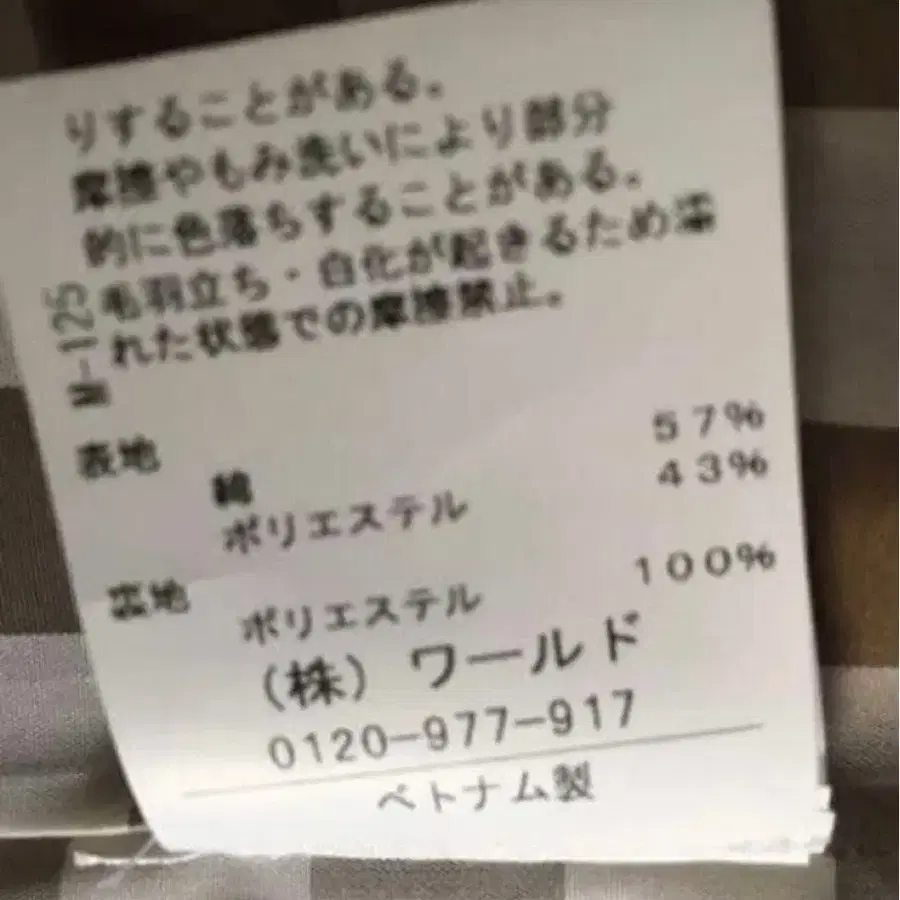 りすることがある。
摩擦やもみ洗いにより部分
的に色落ちすることがある。
毛羽立ち・白化が起きるため濡
れた状態での摩擦禁止。
M-125
表地
綿 57%
ポリエステル 43%
裏地
ポリエステル 100%
(株) ワールド
0120-977-917
ベトナム製